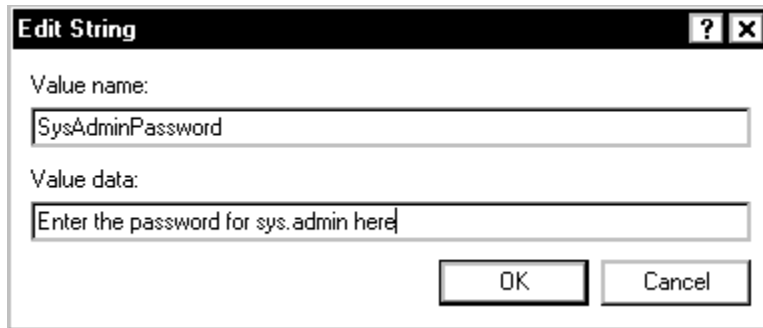 Edit String
Value name:
SysAdminPassword
Value data:
Enter the password for sys.admin here
OK Cancel